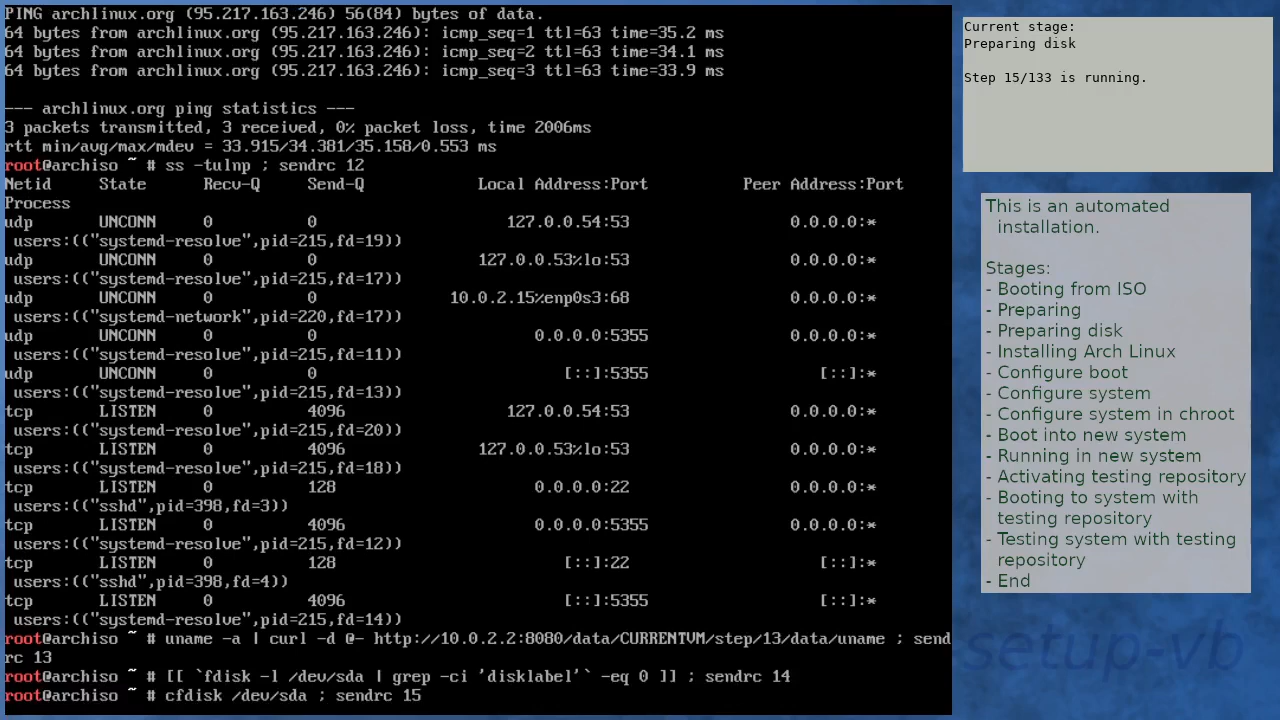 PING archlinux.org (95.217.163.246) 56(84) bytes of data.
64 bytes from archlinux.org (95.217.163.246): icmp_seq=1 ttl=63 time=35.2 ms
64 bytes from archlinux.org (95.217.163.246): icmp_seq=2 ttl=63 time=34.1 ms
64 bytes from archlinux.org (95.217.163.246): icmp_seq=3 ttl=63 time=33.9 ms
--- archlinux.org ping statistics ---
3 packets transmitted, 3 received, 0% packet loss, time 2006ms
rtt min/avg/max/mdev = 33.915/34.381/35.158/0.553 ms
root@archiso ~ # ss -tulnp ; sendrc 12
Netid State Recv-Q Send-Q Local Address:Port Peer Address:Port
Process
udp UNCONN 0 0 127.0.0.54:53 0.0.0.0:*
users:(("systemd-resolve",pid=215,fd=19))
udp UNCONN 0 0 127.0.0.53%lo:53 0.0.0.0:*
users:(("systemd-resolve",pid=215,fd=17))
udp UNCONN 0 0 10.0.2.15%enp0s3:68 0.0.0.0:*
users:(("systemd-network",pid=220,fd=17))
udp UNCONN 0 0 0.0.0.0:5355 0.0.0.0:*
users:(("systemd-resolve",pid=215,fd=11))
udp UNCONN 0 0 [::]:5355 [::]:*
users:(("systemd-resolve",pid=215,fd=13))
tcp LISTEN 0 4096 127.0.0.54:53 0.0.0.0:*
users:(("systemd-resolve",pid=215,fd=20))
tcp LISTEN 0 4096 127.0.0.53%lo:53 0.0.0.0:*
users:(("systemd-resolve",pid=215,fd=18))
tcp LISTEN 0 128 0.0.0.0:22 0.0.0.0:*
users:(("sshd",pid=398,fd=3))
tcp LISTEN 0 4096 0.0.0.0:5355 0.0.0.0:*
users:(("systemd-resolve",pid=215,fd=12))
tcp LISTEN 0 128 [::]:22 [::]:*
users:(("sshd",pid=398,fd=4))
tcp LISTEN 0 4096 [::]:5355 [::]:*
users:(("systemd-resolve",pid=215,fd=14))
root@archiso ~ # uname -a | curl -d @- http://10.0.2.2:8080/data/CURRENTVM/step/13/data/uname ; send
rc 13
root@archiso ~ # [[ `fdisk -l /dev/sda | grep -ci 'disklabel'` -eq 0 ]] ; sendrc 14
root@archiso ~ # cfdisk /dev/sda ; sendrc 15
Current stage:
Preparing disk
Step 15/133 is running.
This is an automated
installation.
Stages:
- Booting from ISO
- Preparing
- Preparing disk
- Installing Arch Linux
- Configure boot
- Configure system
- Configure system in chroot
- Boot into new system
- Running in new system
- Activating testing repository
- Booting to system with
testing repository
- Testing system with testing
repository
- End
setup-vb